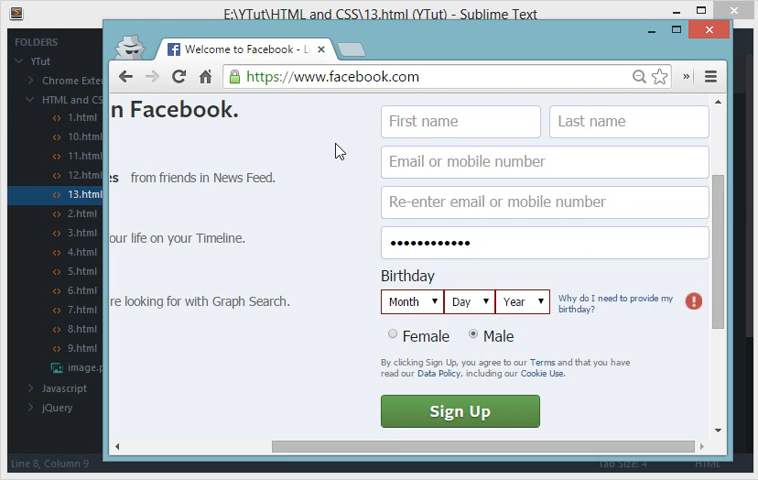 E:\YTut\HTML and CSS\13.html (YTut) - Sublime Text
FOLDERS
YTut
Chrome Exten
HTML and CS
1.html
10.html
11.html
12.html
13.html
2.html
3.html
4.html
5.html
6.html
7.html
8.html
9.html
image.p
Javascript
jQuery
Line 8, Column 9
Tab Size: 4
HTML
Welcome to Facebook - L
https://www.facebook.com
n Facebook.
es from friends in News Feed.
our life on your Timeline.
re looking for with Graph Search.
First name
Last name
Email or mobile number
Re-enter email or mobile number
••••••••••••
Birthday
Month
Day
Year
Why do I need to provide my
birthday?
Female
Male
By clicking Sign Up, you agree to our Terms and that you have
read our Data Policy, including our Cookie Use.
Sign Up